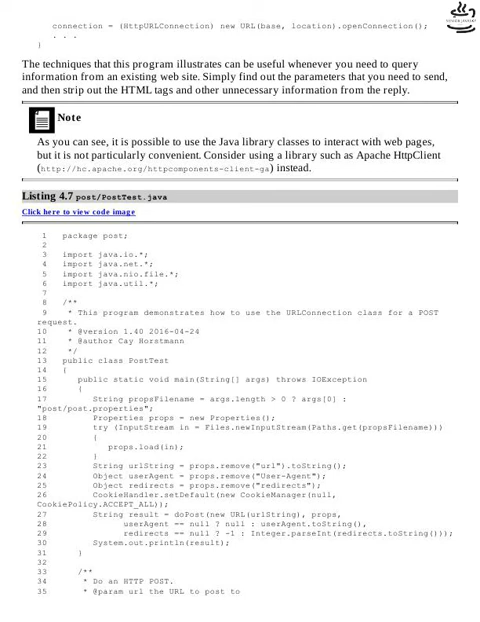 connection = (HttpURLConnection) new URL(base, location).openConnection();
. . .
}
The techniques that this program illustrates can be useful whenever you need to query
information from an existing web site. Simply find out the parameters that you need to send,
and then strip out the HTML tags and other unnecessary information from the reply.
Note
As you can see, it is possible to use the Java library classes to interact with web pages,
but it is not particularly convenient. Consider using a library such as Apache HttpClient
(http://hc.apache.org/httpcomponents-client-ga) instead.
Listing 4.7 post/PostTest.java
Click here to view code image
1 package post;
2
3 import java.io.*;
4 import java.net.*;
5 import java.nio.file.*;
6 import java.util.*;
7
8 /**
9 * This program demonstrates how to use the URLConnection class for a POST
request.
10 * @version 1.40 2016-04-24
11 * @author Cay Horstmann
12 */
13 public class PostTest
14 {
15 public static void main(String[] args) throws IOException
16 {
17 String propsFilename = args.length > 0 ? args[0] :
"post/post.properties";
18 Properties props = new Properties();
19 try (InputStream in = Files.newInputStream(Paths.get(propsFilename)))
20 {
21 props.load(in);
22 }
23 String urlString = props.remove("url").toString();
24 Object userAgent = props.remove("User-Agent");
25 Object redirects = props.remove("redirects");
26 CookieHandler.setDefault(new CookieManager(null,
CookiePolicy.ACCEPT_ALL));
27 String result = doPost(new URL(urlString), props,
28 userAgent == null ? null : userAgent.toString(),
29 redirects == null ? -1 : Integer.parseInt(redirects.toString()));
30 System.out.println(result);
31 }
32
33 /**
34 * Do an HTTP POST.
35 * @param url the URL to post to